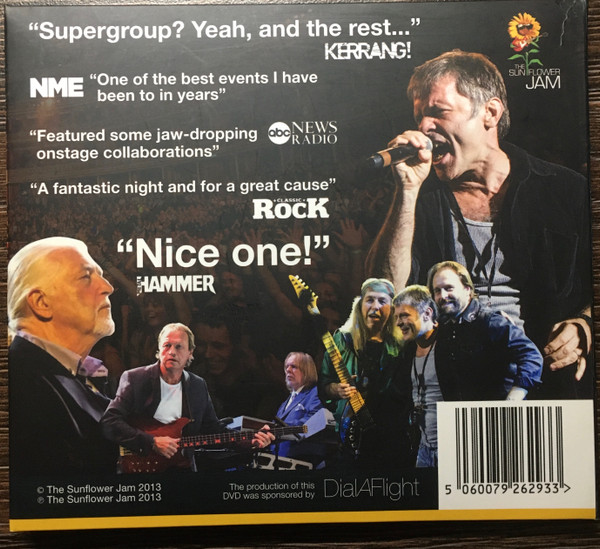 “Supergroup? Yeah, and the rest...”
KERRANG!
THE
SUNFLOWER
JAM
NME “One of the best events I have
been to in years”
“Featured some jaw-dropping
onstage collaborations”
abc NEWS
RADIO
“A fantastic night and for a great cause”
CLASSIC
ROCK
“Nice one!”
HAMMER
© The Sunflower Jam 2013
℗ The Sunflower Jam 2013
The production of this
DVD was sponsored by
DialAFlight
5 060079 262933 >